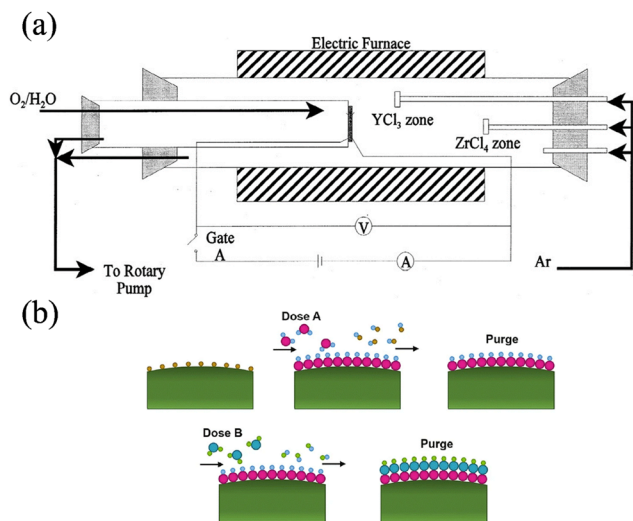 (a)
Electric Furnace
O₂/H₂O
YCl₃ zone
ZrCl₄ zone
V
Gate
A
A
To Rotary
Pump
Ar
(b)
Dose A
Purge
Dose B
Purge